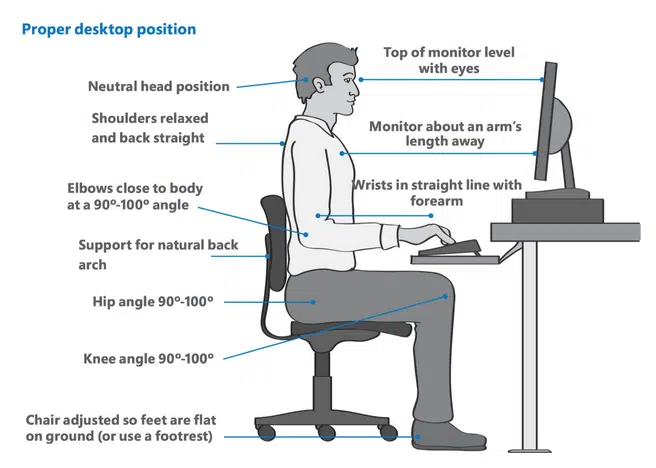 Proper desktop position
Top of monitor level
with eyes
Neutral head position
Shoulders relaxed
and back straight
Monitor about an arm's
length away
Wrists in straight line with
forearm
Elbows close to body
at a 90º-100º angle
Support for natural back
arch
Hip angle 90º-100º
Knee angle 90º-100º
Chair adjusted so feet are flat
on ground (or use a footrest)